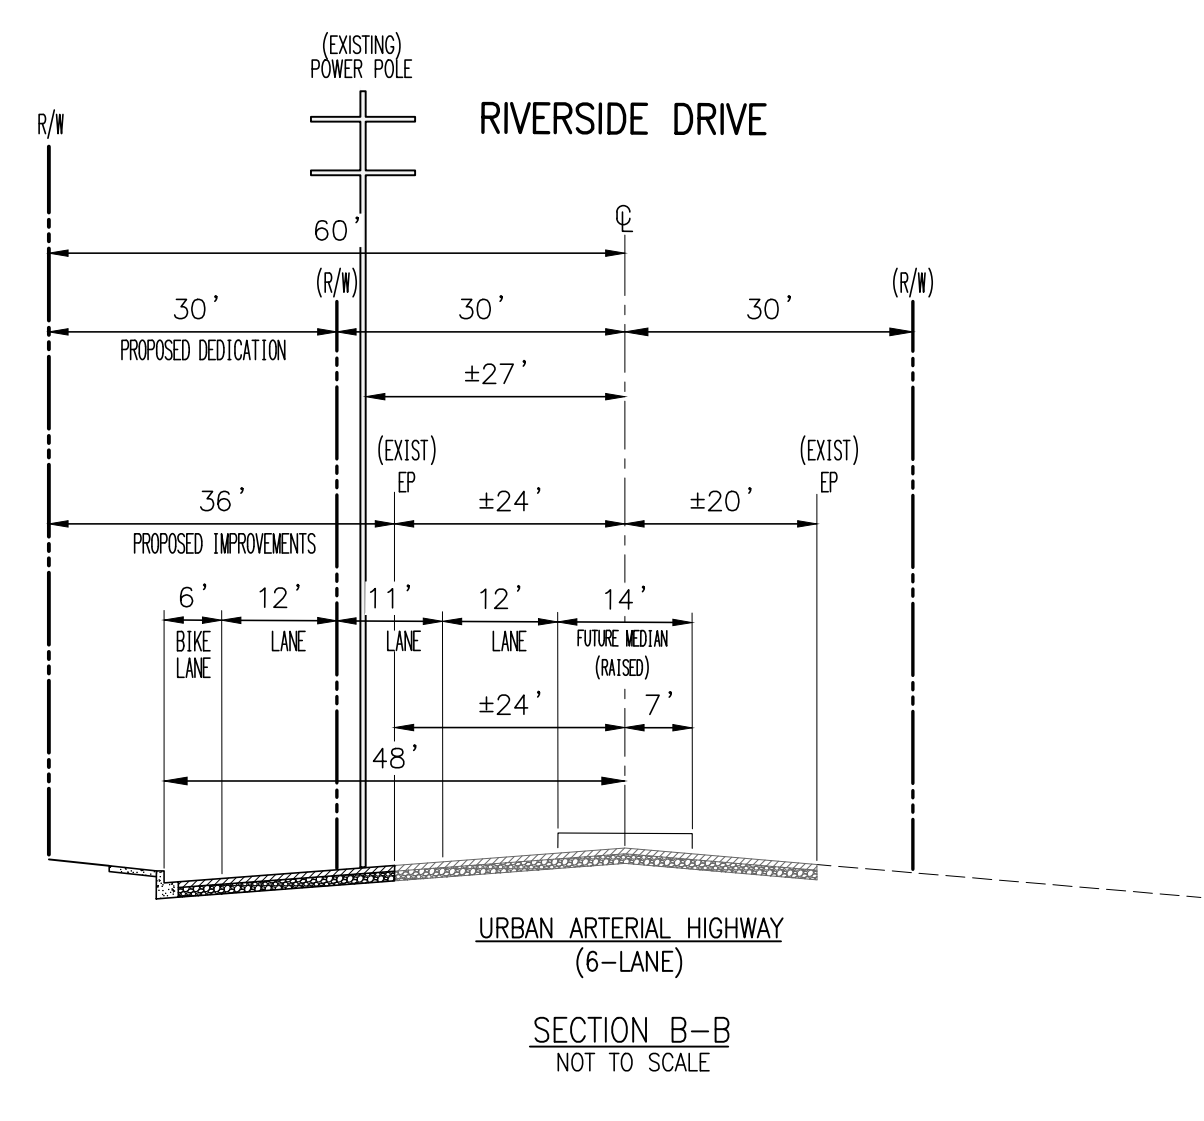 (EXISTING)
POWER POLE
RIVERSIDE DRIVE
R/W
℄
60'
(R/W)
(R/W)
30'
30'
30'
PROPOSED DEDICATION
±27'
(EXIST)
EP
(EXIST)
EP
36'
±24'
±20'
PROPOSED IMPROVEMENTS
6'
12'
11'
12'
14'
BIKE
LANE
LANE
LANE
LANE
FUTURE MEDIAN
(RAISED)
±24'
7'
48'
URBAN ARTERIAL HIGHWAY
(6-LANE)
SECTION B-B
NOT TO SCALE